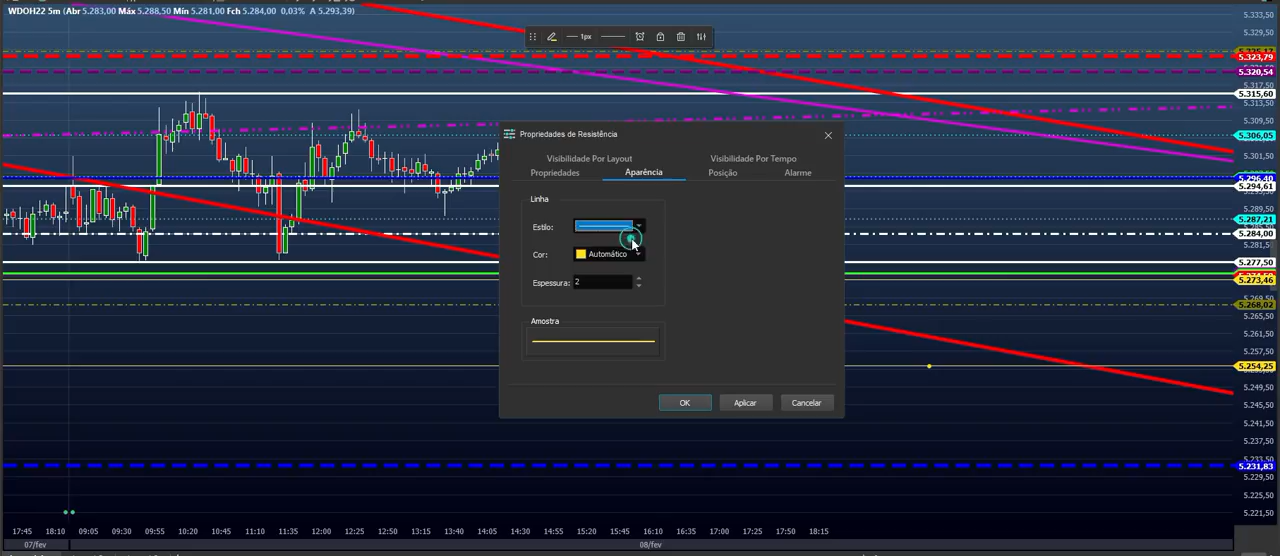 WDOH22 5m (Abr 5.283,00 Máx 5.288,50 Mín 5.281,00 Fch 5.284,00 0,03% A 5.293,39)
1px
Propriedades de Resistência
Visibilidade Por Layout
Visibilidade Por Tempo
Propriedades
Aparência
Posição
Alarme
Linha
Estilo:
Cor:
Automático
Espessura:
2
Amostra
OK
Aplicar
Cancelar
5.533,50
5.329,50
5.323,79
5.320,54
5.315,60
5.313,50
5.309,50
5.306,05
5.301,50
5.296,40
5.294,61
5.289,50
5.287,21
5.284,00
5.281,50
5.277,50
5.273,46
5.268,02
5.265,50
5.261,50
5.257,50
5.254,25
5.249,50
5.245,50
5.241,50
5.237,50
5.231,83
5.229,50
5.225,50
5.221,50
17:45
18:10
09:05
09:30
09:55
10:20
10:45
11:10
11:35
12:00
12:25
12:50
13:15
13:40
14:05
14:30
14:55
15:20
15:45
16:10
16:35
17:00
17:25
17:50
18:15
07/fev
08/fev